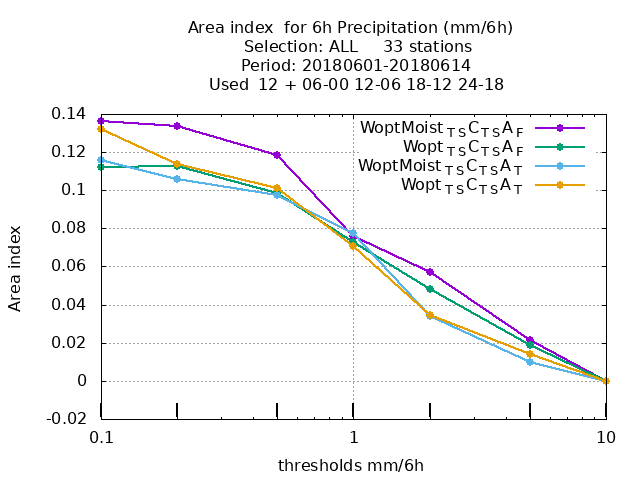 Area index  for 6h Precipitation (mm/6h)
Selection: ALL     33 stations
Period: 20180601-20180614
Used  12 + 06-00 12-06 18-12 24-18
WoptMoist TS C TS A F
Wopt TS C TS A F
WoptMoist TS C TS A T
Wopt TS C TS A T
0.14
0.12
0.1
0.08
0.06
0.04
0.02
0
-0.02
Area index
0.1
1
10
thresholds mm/6h